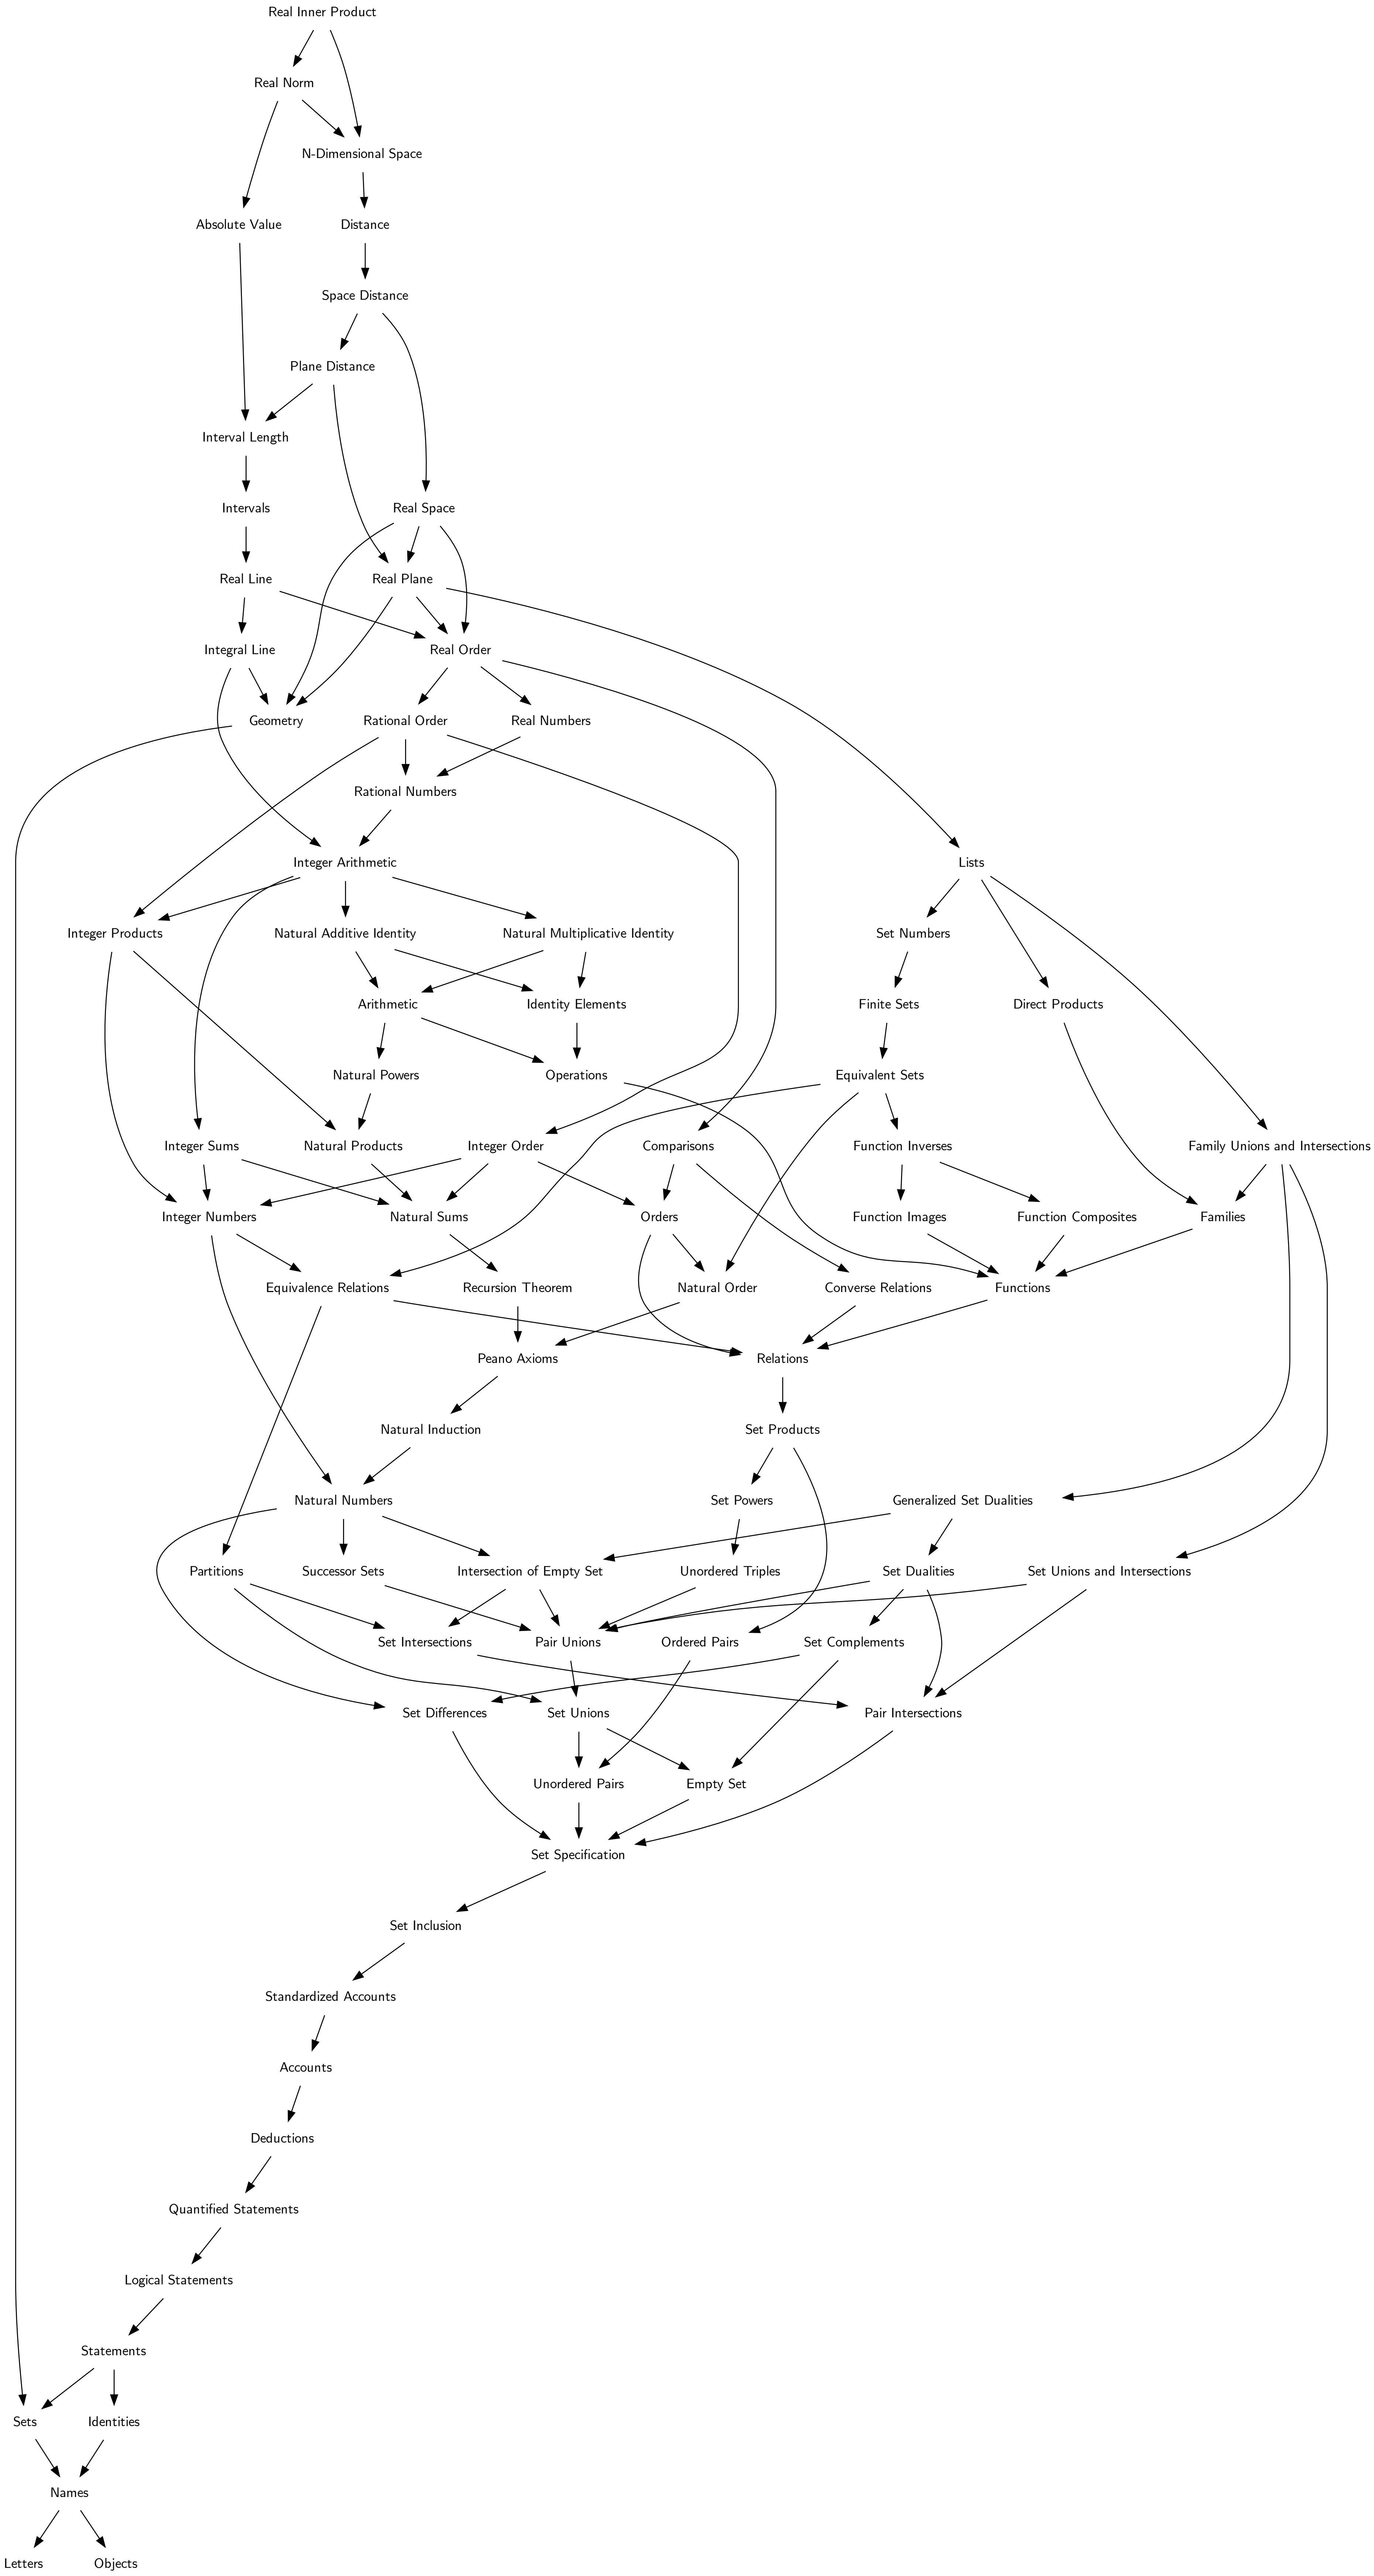 Real Inner Product
Real Norm
N-Dimensional Space
Absolute Value
Distance
Space Distance
Plane Distance
Interval Length
Intervals
Real Space
Real Line
Real Plane
Integral Line
Real Order
Geometry
Rational Order
Real Numbers
Rational Numbers
Integer Arithmetic
Lists
Integer Products
Natural Additive Identity
Natural Multiplicative Identity
Set Numbers
Arithmetic
Identity Elements
Finite Sets
Direct Products
Natural Powers
Operations
Equivalent Sets
Integer Sums
Natural Products
Integer Order
Comparisons
Function Inverses
Family Unions and Intersections
Integer Numbers
Natural Sums
Orders
Function Images
Function Composites
Families
Equivalence Relations
Recursion Theorem
Natural Order
Converse Relations
Functions
Peano Axioms
Relations
Natural Induction
Set Products
Natural Numbers
Set Powers
Generalized Set Dualities
Partitions
Successor Sets
Intersection of Empty Set
Unordered Triples
Set Dualities
Set Unions and Intersections
Set Intersections
Pair Unions
Ordered Pairs
Set Complements
Set Differences
Set Unions
Pair Intersections
Unordered Pairs
Empty Set
Set Specification
Set Inclusion
Standardized Accounts
Accounts
Deductions
Quantified Statements
Logical Statements
Statements
Sets
Identities
Names
Letters
Objects